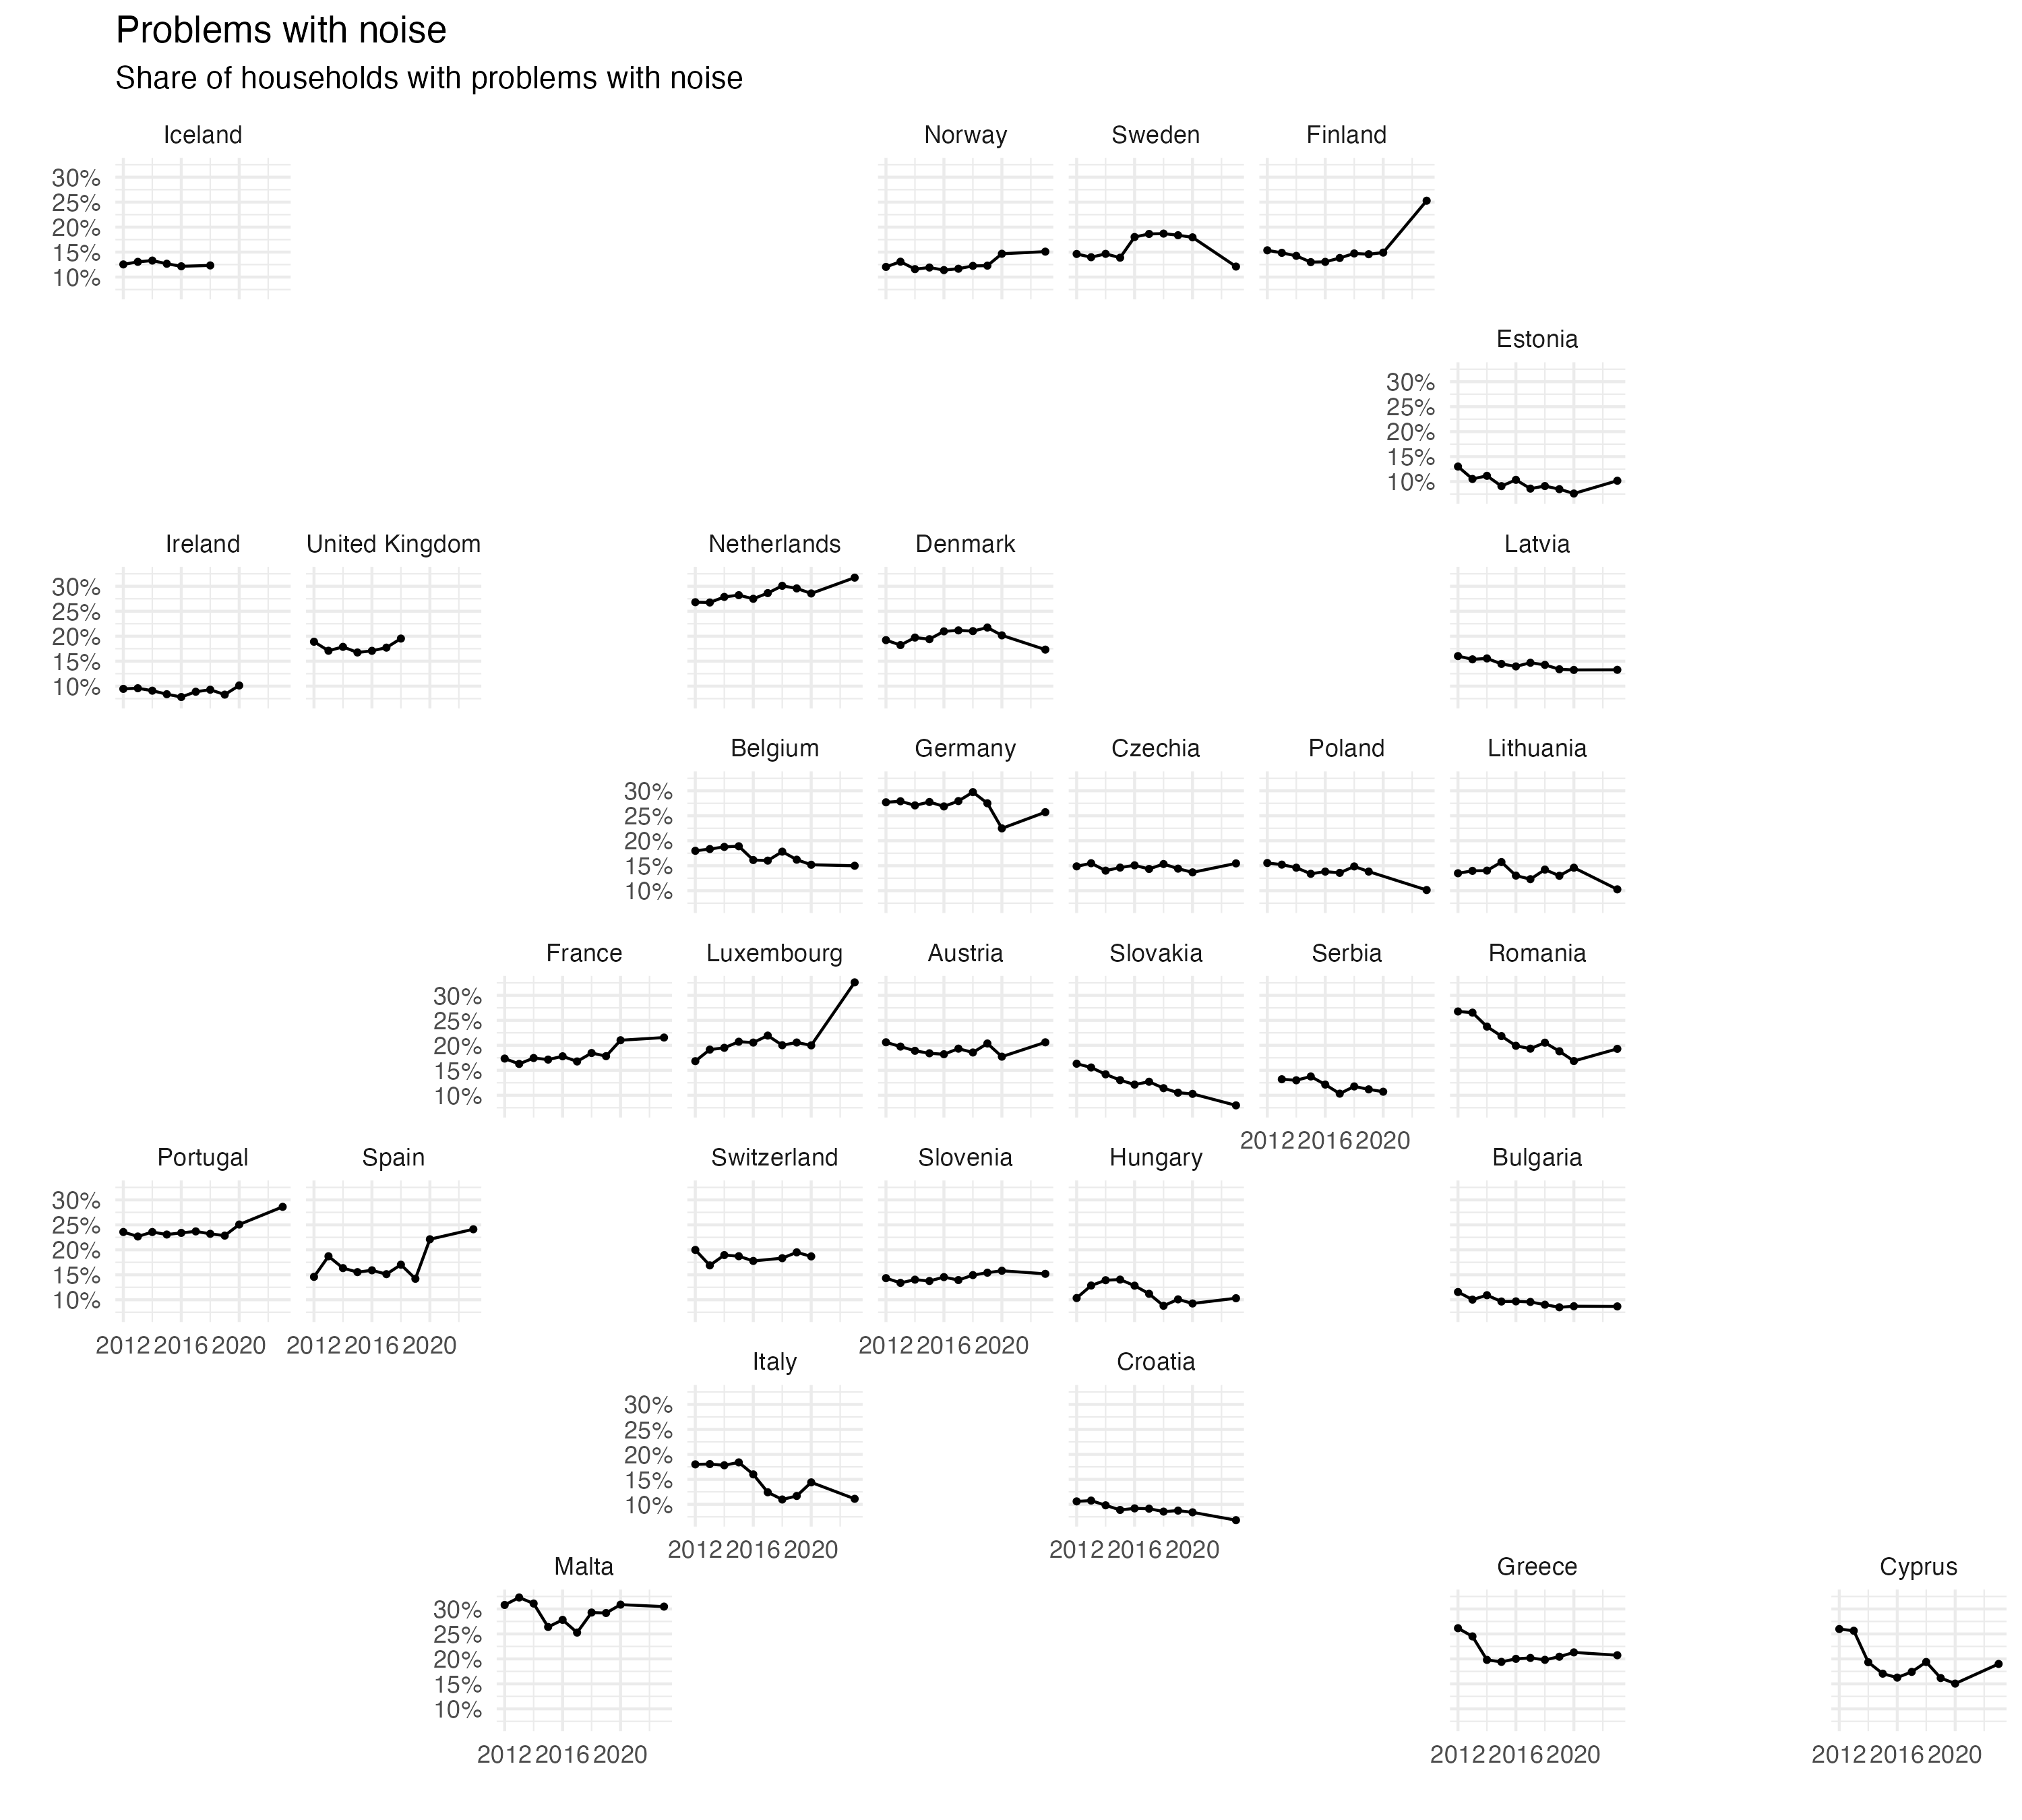 Problems with noise
Share of households with problems with noise
Iceland
Norway
Sweden
Finland
30%
25%
20%
15%
10%
Estonia
30%
25%
20%
15%
10%
Ireland
United Kingdom
Netherlands
Denmark
Latvia
30%
25%
20%
15%
10%
Belgium
Germany
Czechia
Poland
Lithuania
30%
25%
20%
15%
10%
France
Luxembourg
Austria
Slovakia
Serbia
Romania
30%
25%
20%
15%
10%
2012 2016 2020
Portugal
Spain
Switzerland
Slovenia
Hungary
Bulgaria
30%
25%
20%
15%
10%
2012 2016 2020
2012 2016 2020
2012 2016 2020
Italy
Croatia
30%
25%
20%
15%
10%
2012 2016 2020
2012 2016 2020
Malta
Greece
Cyprus
30%
25%
20%
15%
10%
2012 2016 2020
2012 2016 2020
2012 2016 2020